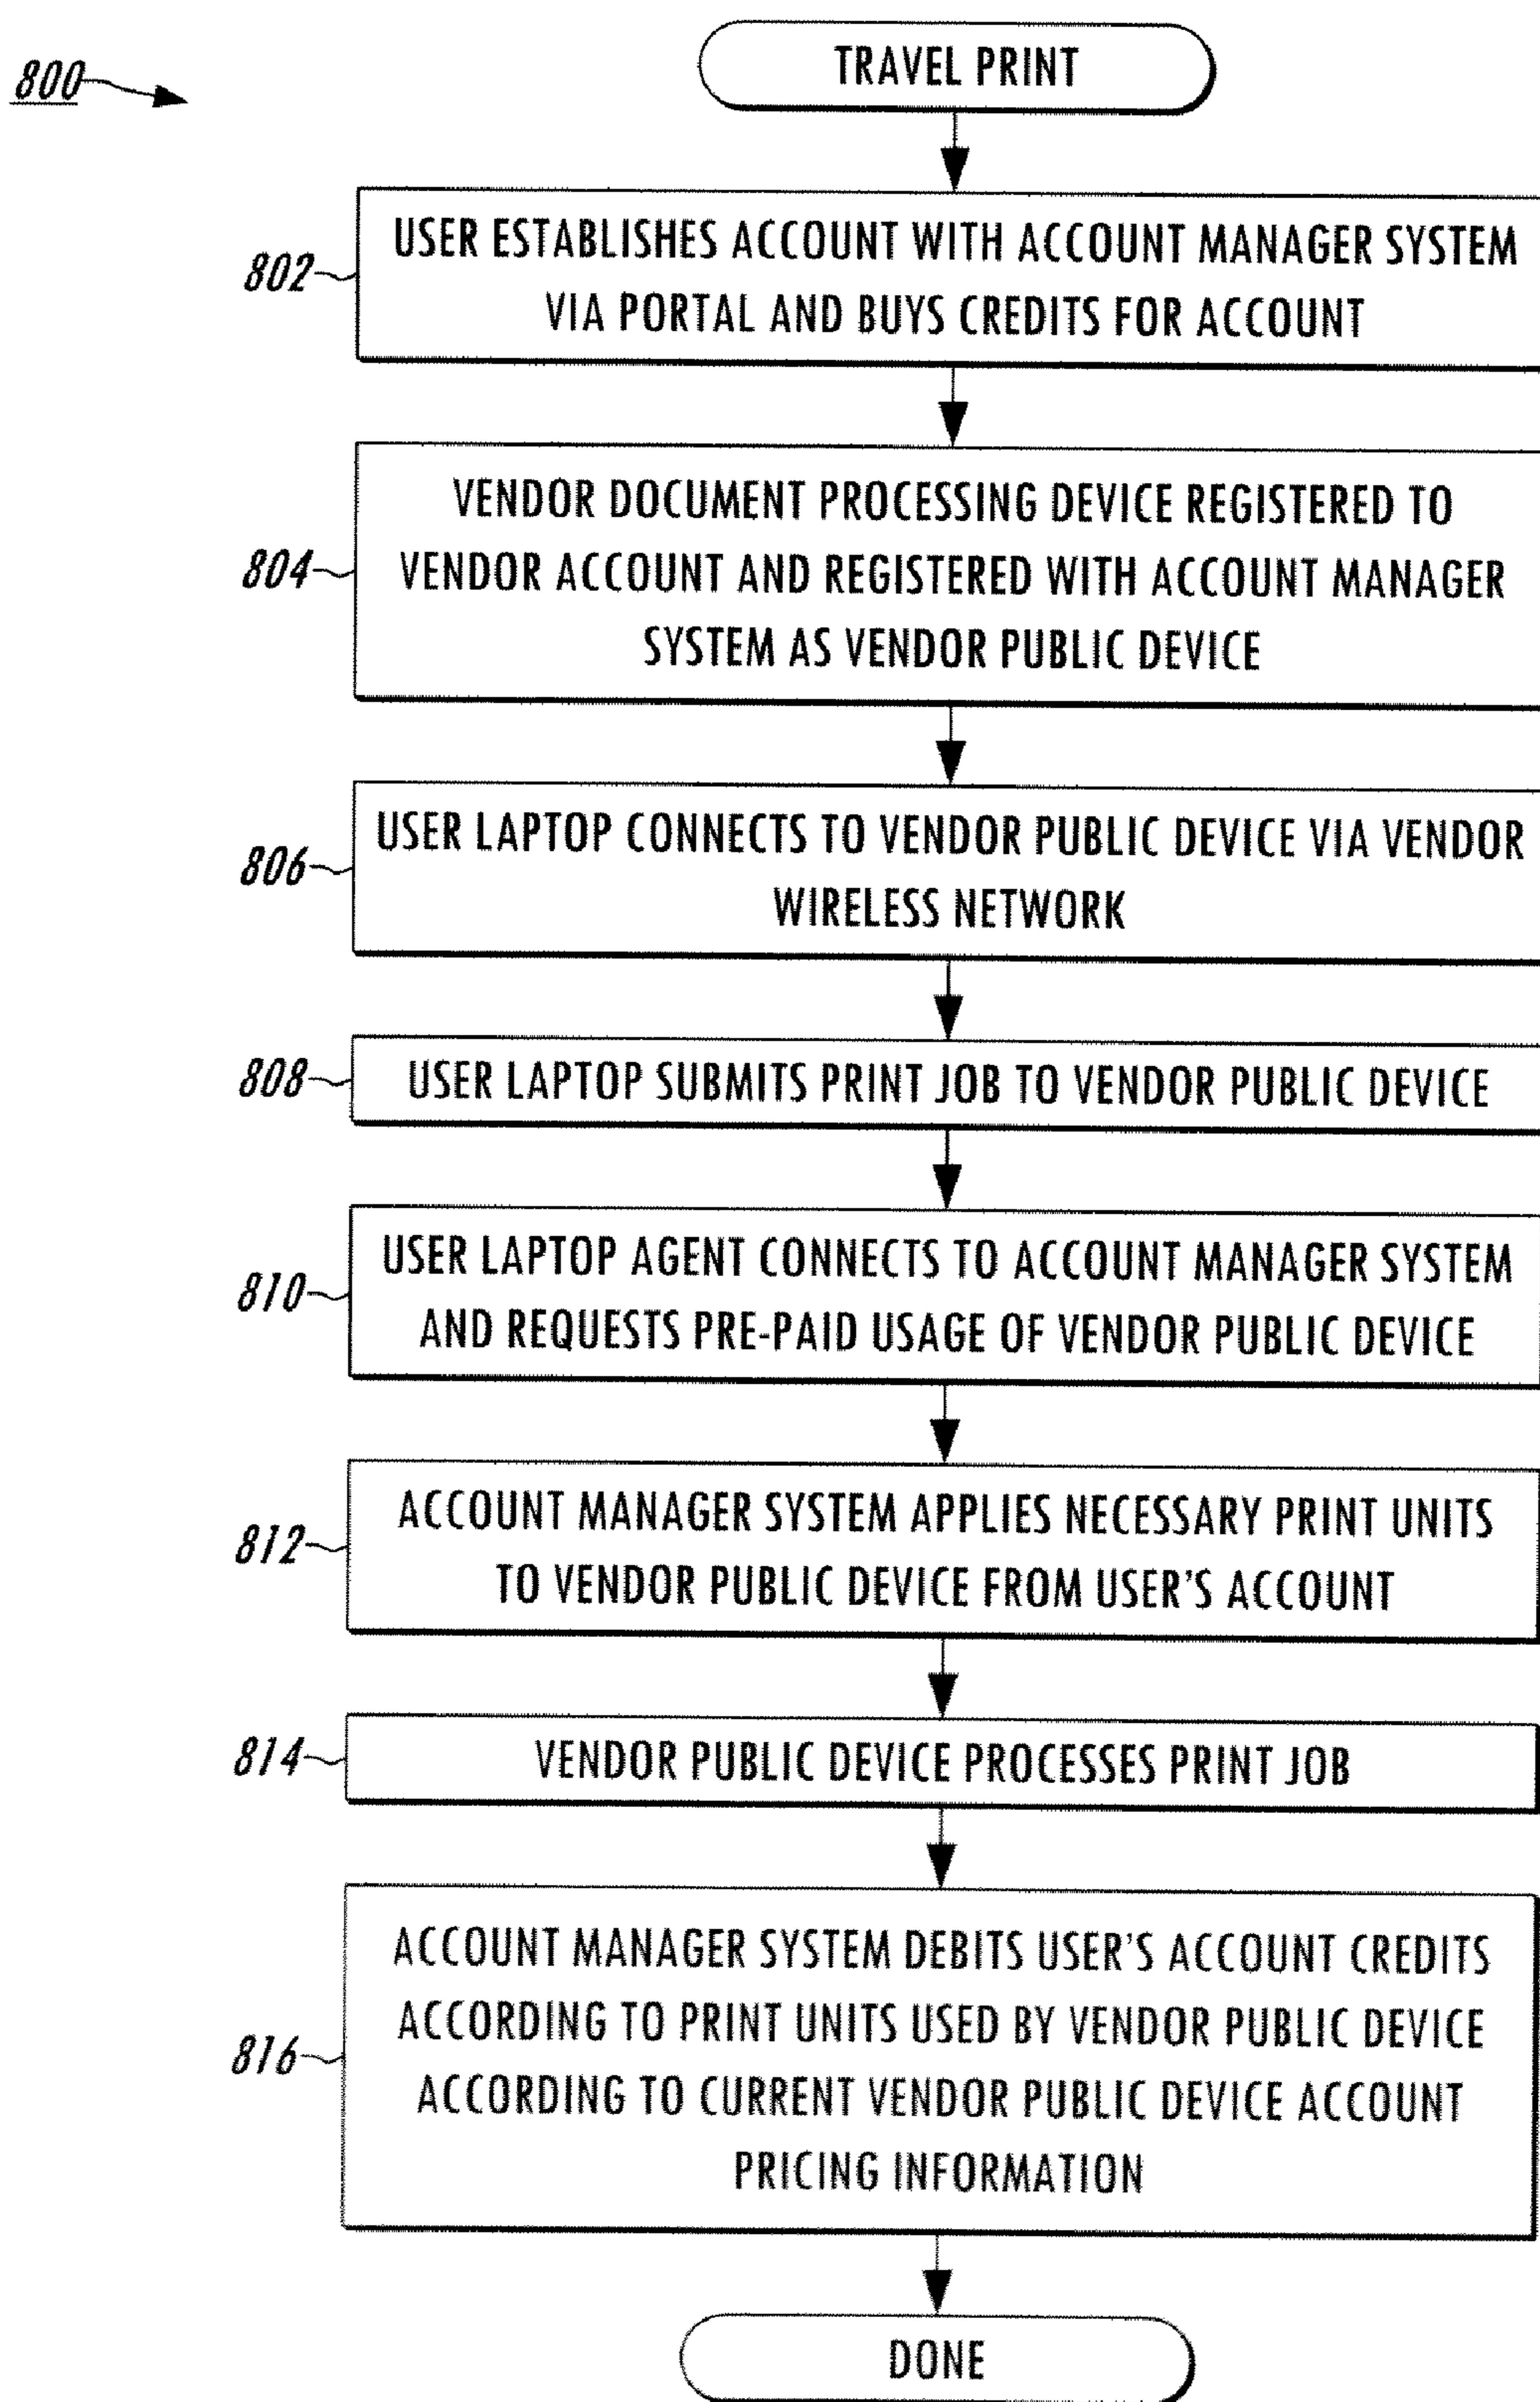 800
TRAVEL PRINT
802
USER ESTABLISHES ACCOUNT WITH ACCOUNT MANAGER SYSTEM
VIA PORTAL AND BUYS CREDITS FOR ACCOUNT
804
VENDOR DOCUMENT PROCESSING DEVICE REGISTERED TO
VENDOR ACCOUNT AND REGISTERED WITH ACCOUNT MANAGER
SYSTEM AS VENDOR PUBLIC DEVICE
806
USER LAPTOP CONNECTS TO VENDOR PUBLIC DEVICE VIA VENDOR
WIRELESS NETWORK
808
USER LAPTOP SUBMITS PRINT JOB TO VENDOR PUBLIC DEVICE
810
USER LAPTOP AGENT CONNECTS TO ACCOUNT MANAGER SYSTEM
AND REQUESTS PRE-PAID USAGE OF VENDOR PUBLIC DEVICE
812
ACCOUNT MANAGER SYSTEM APPLIES NECESSARY PRINT UNITS
TO VENDOR PUBLIC DEVICE FROM USER'S ACCOUNT
814
VENDOR PUBLIC DEVICE PROCESSES PRINT JOB
816
ACCOUNT MANAGER SYSTEM DEBITS USER'S ACCOUNT CREDITS
ACCORDING TO PRINT UNITS USED BY VENDOR PUBLIC DEVICE
ACCORDING TO CURRENT VENDOR PUBLIC DEVICE ACCOUNT
PRICING INFORMATION
DONE